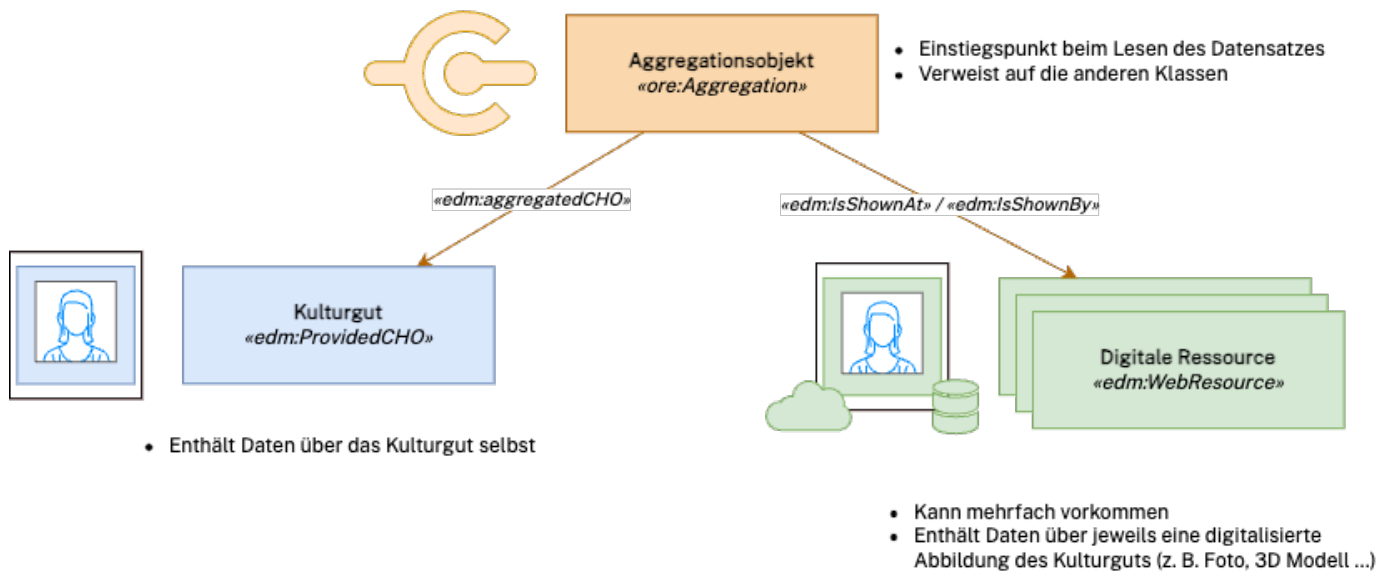 Aggregationsobjekt
«ore:Aggregation»
• Einstiegspunkt beim Lesen des Datensatzes
• Verweist auf die anderen Klassen
«edm:aggregatedCHO»
«edm:IsShownAt» / «edm:IsShownBy»
Kulturgut
«edm:ProvidedCHO»
Digitale Ressource
«edm:WebResource»
• Enthält Daten über das Kulturgut selbst
• Kann mehrfach vorkommen
• Enthält Daten über jeweils eine digitalisierte
Abbildung des Kulturguts (z. B. Foto, 3D Modell ...)